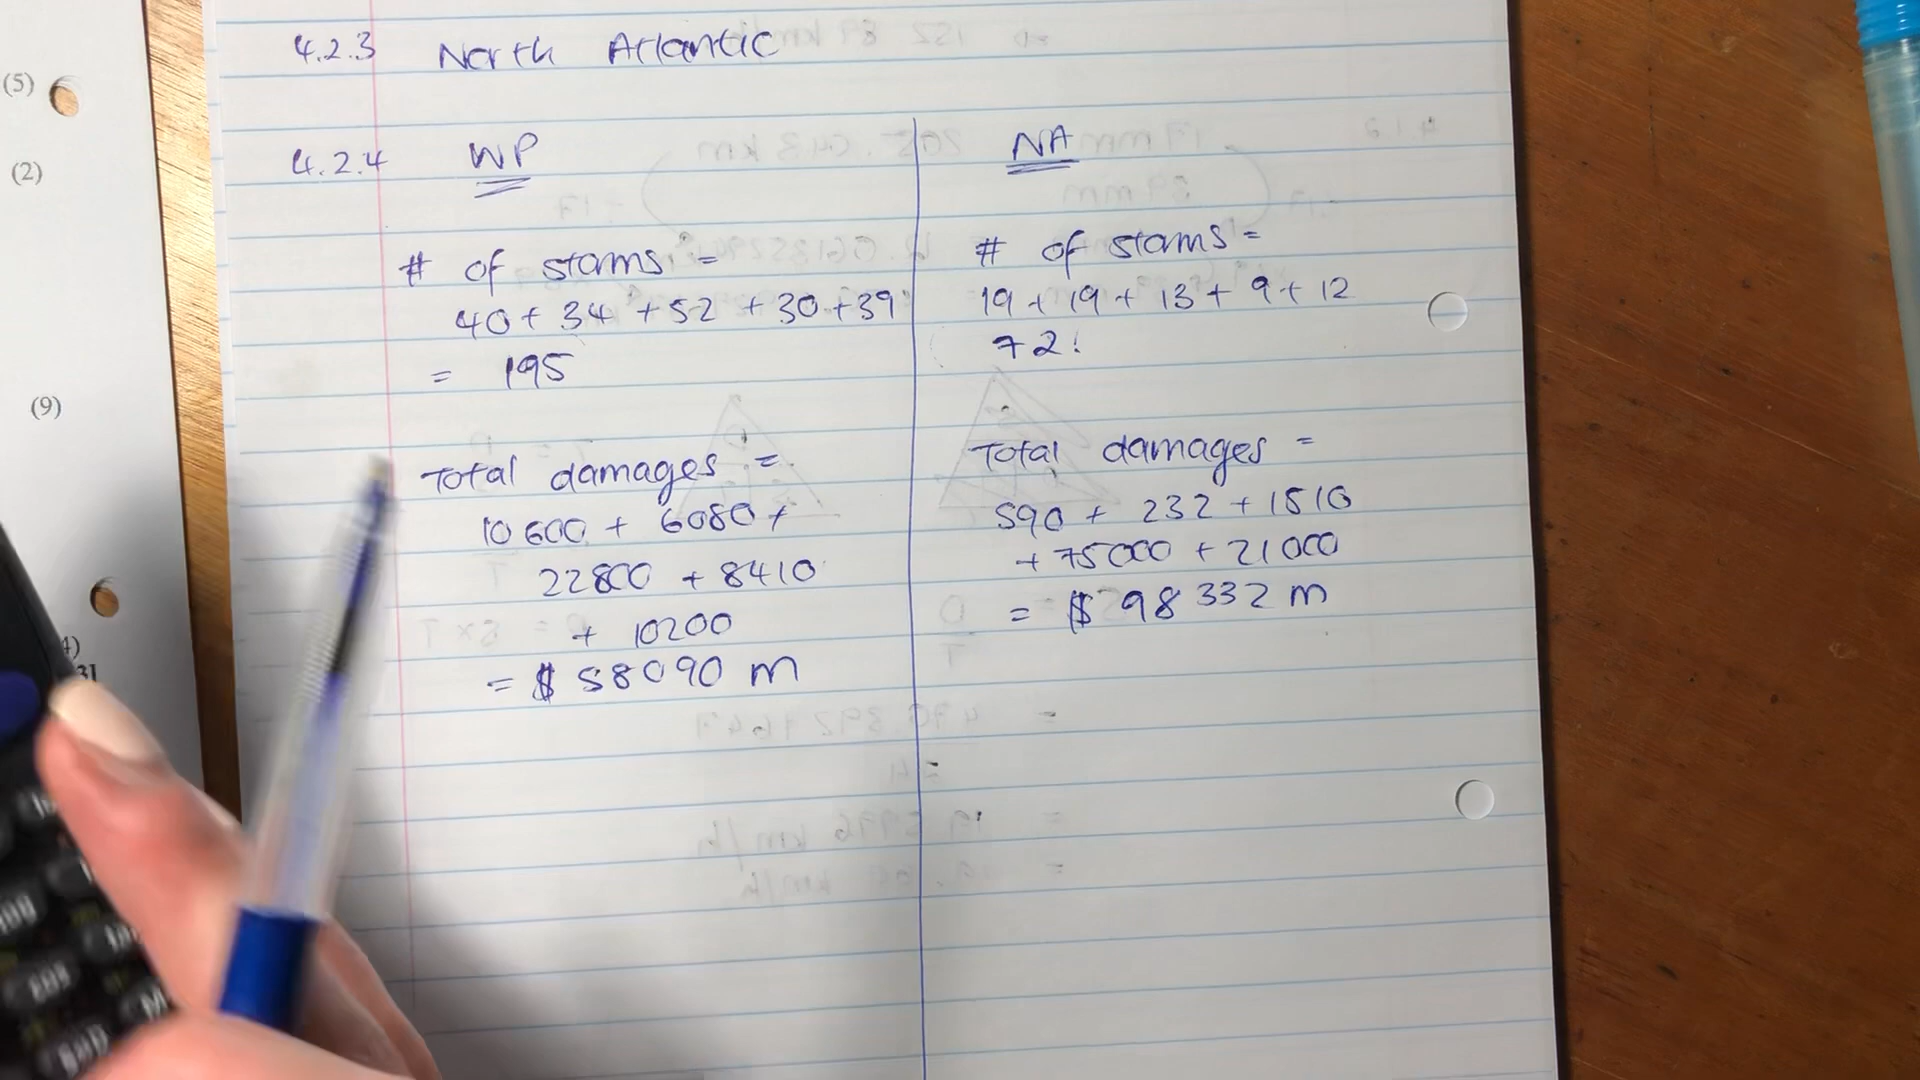 4.2.3 North Atlantic
(5)
(2)
(9)
4.2.4 WP
# of storms =
40 + 34 + 52 + 30 + 39
= 195
Total damages =
10 600 + 6080 +
22800 + 8410
+ 10200
= $ 58090 m
NA
# of storms =
19 + 19 + 13 + 9 + 12
72.
Total damages =
590 + 232 + 1510
+ 75000 + 21000
= $ 98 332 m